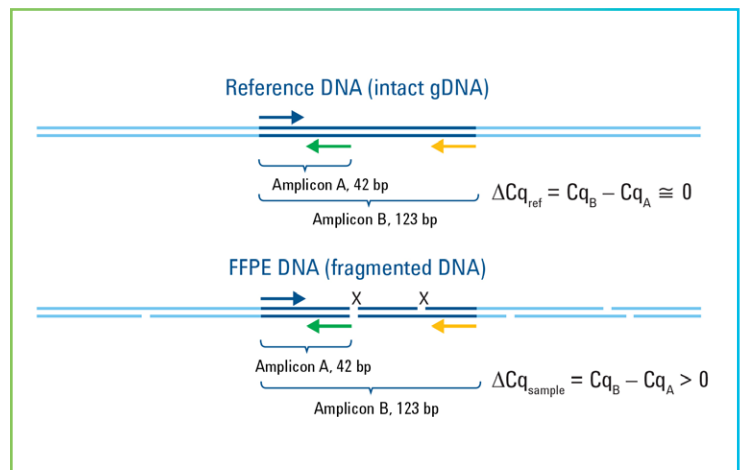 Reference DNA (intact gDNA)
Amplicon A, 42 bp
ΔCq_ref = Cq_B – Cq_A ≅ 0
Amplicon B, 123 bp
FFPE DNA (fragmented DNA)
X X
Amplicon A, 42 bp
ΔCq_sample = Cq_B – Cq_A > 0
Amplicon B, 123 bp